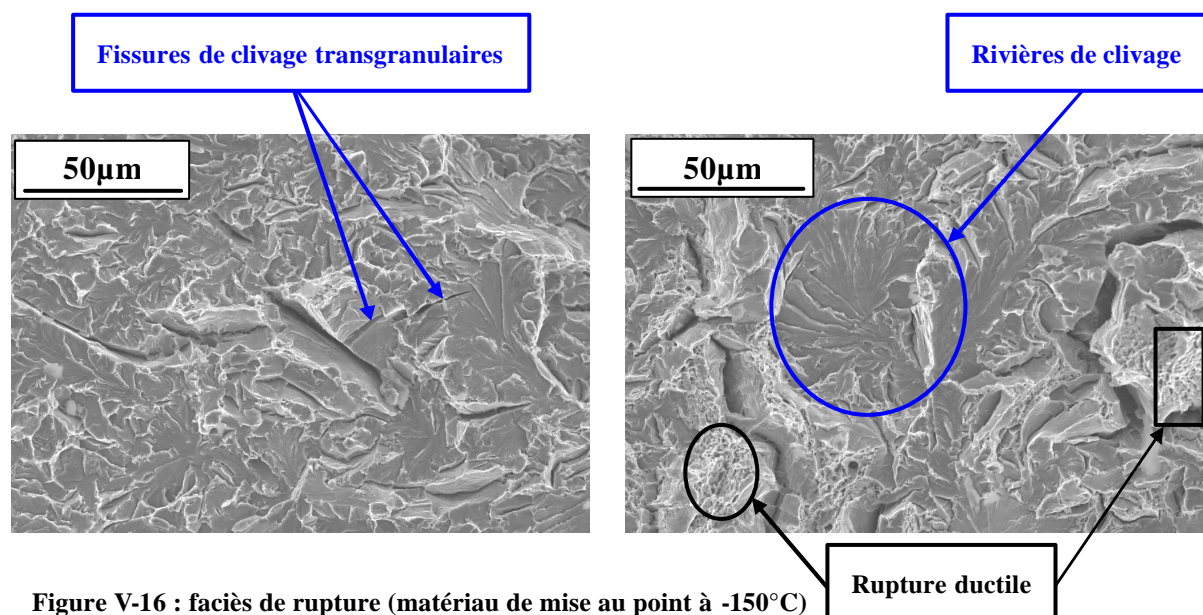 Fissures de clivage transgranulaires
Rivières de clivage
50µm
50µm
Rupture ductile
Figure V-16 : faciès de rupture (matériau de mise au point à -150°C)